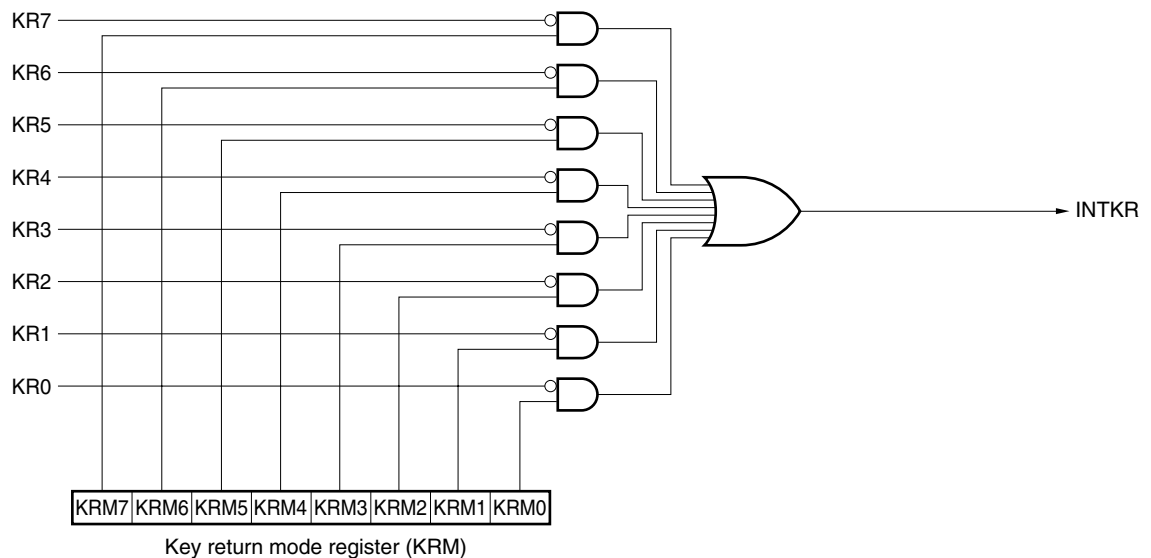 KR7
KR6
KR5
KR4
KR3
KR2
KR1
KR0
INTKR
KRM7 KRM6 KRM5 KRM4 KRM3 KRM2 KRM1 KRM0
Key return mode register (KRM)